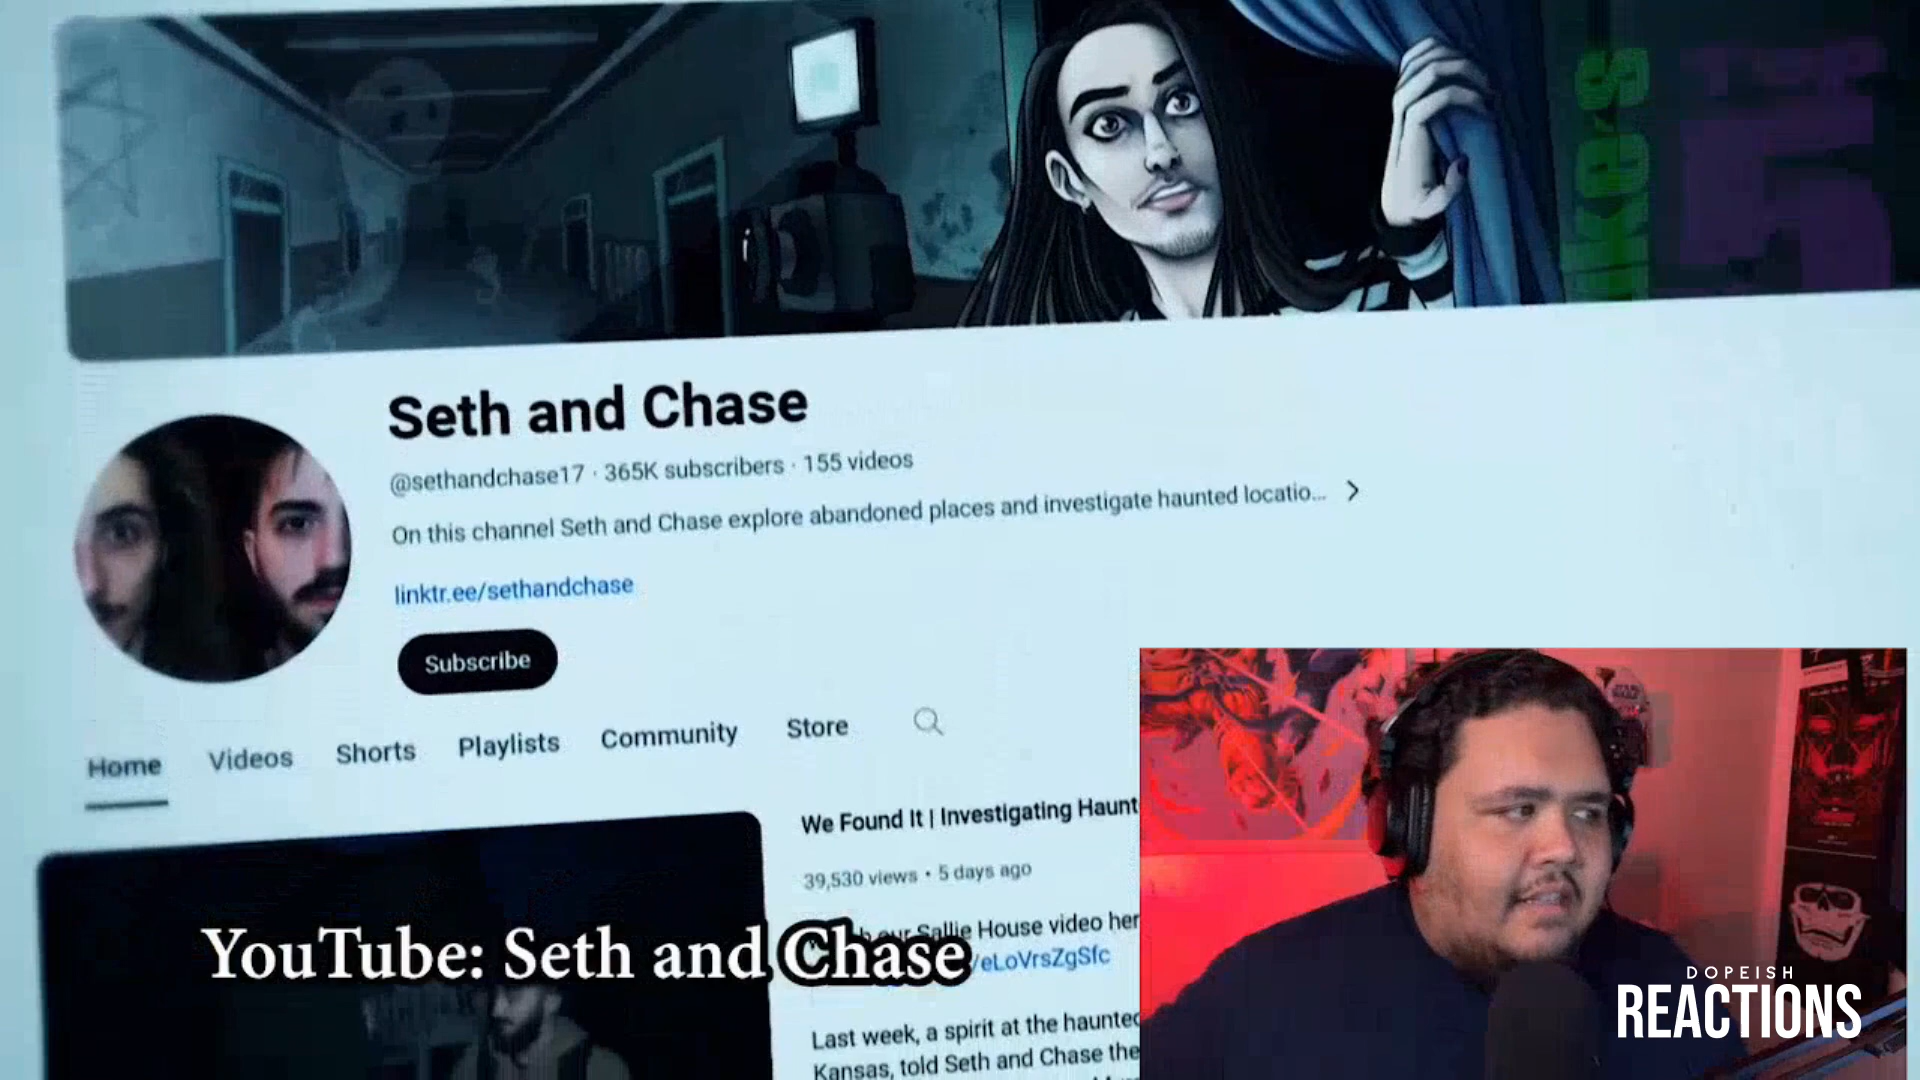 Seth and Chase
@sethandchase17 · 365K subscribers · 155 videos
On this channel Seth and Chase explore abandoned places and investigate haunted locatio...
linktr.ee/sethandchase
Subscribe
Home Videos Shorts Playlists Community Store
We Found It | Investigating Haunt
39,530 views • 5 days ago
our Sallie House video her
/eLoVrsZgSfc
Last week, a spirit at the haunted
Kansas, told Seth and Chase the
YouTube: Seth and Chase
DOPEISH
REACTIONS